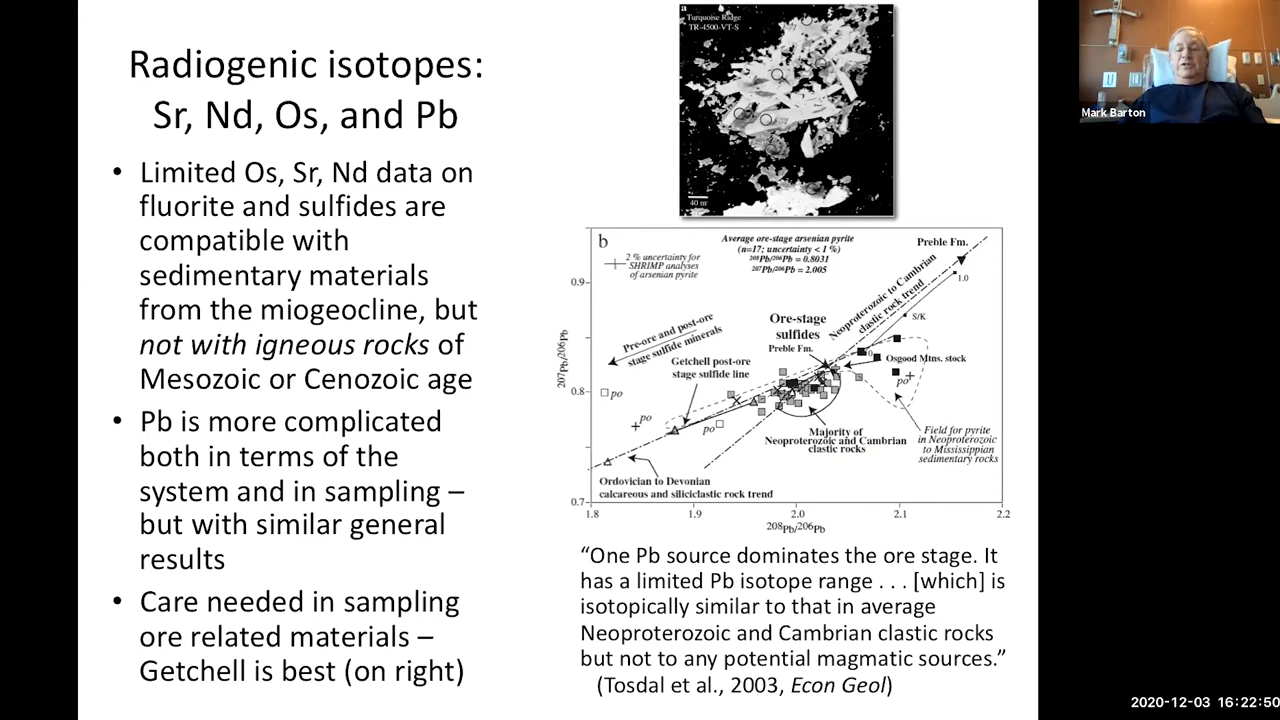 Radiogenic isotopes:
Sr, Nd, Os, and Pb
• Limited Os, Sr, Nd data on
fluorite and sulfides are
compatible with
sedimentary materials
from the miogeocline, but
not with igneous rocks of
Mesozoic or Cenozoic age
• Pb is more complicated
both in terms of the
system and in sampling –
but with similar general
results
• Care needed in sampling
ore related materials –
Getchell is best (on right)
a
Turquoise Ridge
TR-4500-VT-S
40 m
b
2 % uncertainty for
SHRIMP analyses
of arsenian pyrite
Average ore-stage arsenian pyrite
(n=17; uncertainty < 1 %)
208Pb/206Pb = 0.8031
207Pb/206Pb = 2.005
Preble Fm.
1.0
S/K
Neoproterozoic to Cambrian
clastic rock trend
Pre-ore and post-ore
stage sulfide minerals
Ore-stage
sulfides
Preble Fm.
Getchell post-ore
stage sulfide line
Osgood Mtns. stock
po
po
po
po
Majority of
Neoproterozoic and Cambrian
clastic rocks
Field for pyrite
in Neoproterozoic
to Mississippian
sedimentary rocks
Ordovician to Devonian
calcareous and siliciclastic rock trend
0.9
0.8
0.7
207Pb/206Pb
1.8 1.9 2.0 2.1 2.2
208Pb/206Pb
“One Pb source dominates the ore stage. It
has a limited Pb isotope range . . . [which] is
isotopically similar to that in average
Neoproterozoic and Cambrian clastic rocks
but not to any potential magmatic sources.”
(Tosdal et al., 2003, Econ Geol)
Mark Barton
2020-12-03 16:22:50